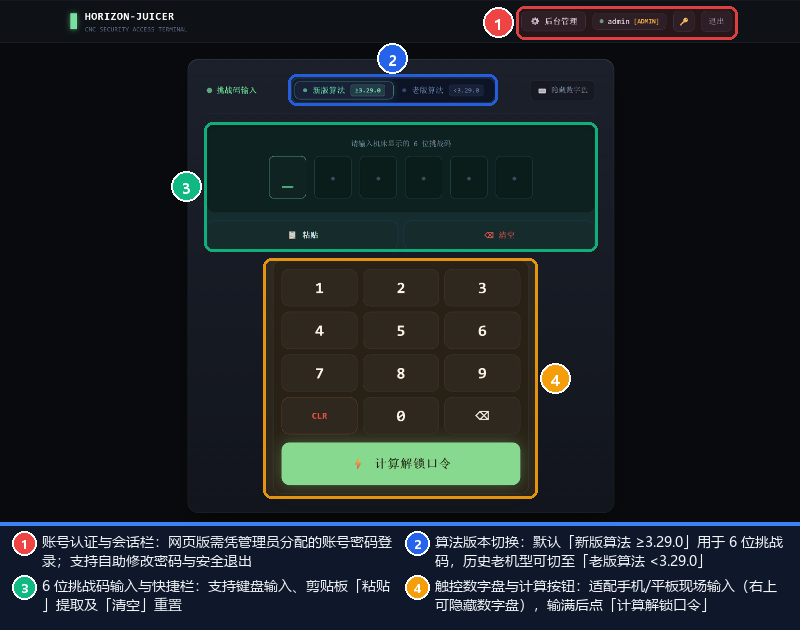 HORIZON-JUICER
CNC SECURITY ACCESS TERMINAL
1
后台管理
admin [ADMIN]
退出
2
挑战码输入
新版算法 ≥3.29.0
老版算法 <3.29.0
隐藏数字盘
3
请输入机床显示的 6 位挑战码
粘贴
清空
1 2 3
4 5 6
7 8 9
4
CLR 0 ⌫
计算解锁口令
1 账号认证与会话栏：网页版需凭管理员分配的账号密码登
录；支持自助修改密码与安全退出
2 算法版本切换：默认「新版算法 ≥3.29.0」用于 6 位挑战
码，历史老机型可切至「老版算法 <3.29.0」
3 6 位挑战码输入与快捷栏：支持键盘输入、剪贴板「粘贴
」提取及「清空」重置
4 触控数字盘与计算按钮：适配手机/平板现场输入（右上
可隐藏数字盘），输满后点「计算解锁口令」